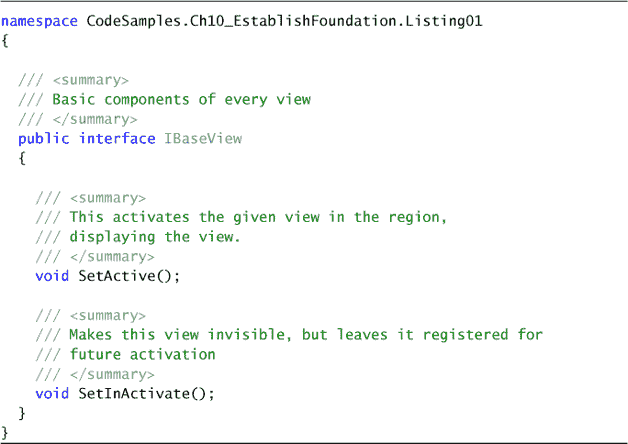 namespace CodeSamples.Ch10_EstablishFoundation.Listing01
{
/// <summary>
/// Basic components of every view
/// </summary>
public interface IBaseView
{
/// <summary>
/// This activates the given view in the region,
/// displaying the view.
/// </summary>
void SetActive();
/// <summary>
/// Makes this view invisible, but leaves it registered for
/// future activation
/// </summary>
void SetInActivate();
}
}